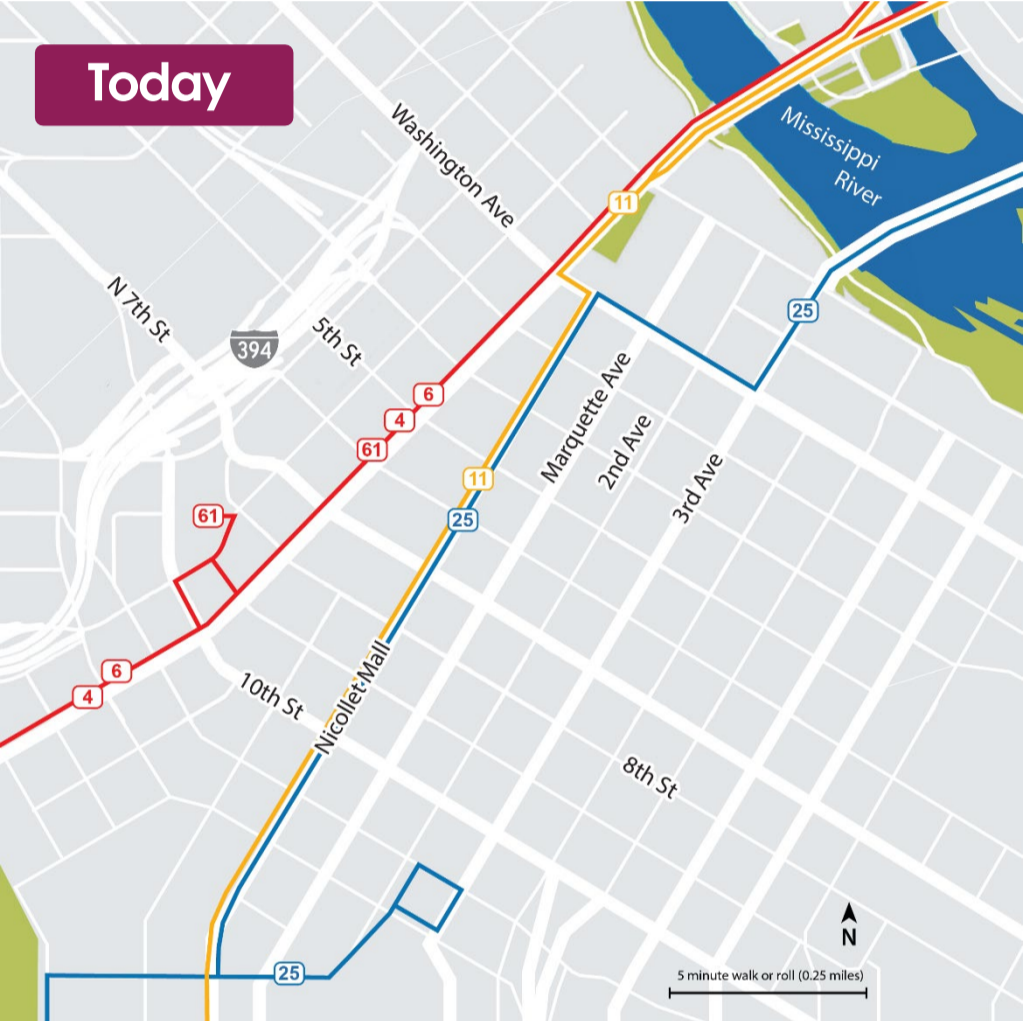 Today
Washington Ave
Mississippi
River
11
25
N 7th St
394
5th St
6
4
61
Marquette Ave
2nd Ave
3rd Ave
11
25
61
6
4
10th St
Nicollet Mall
8th St
25
N
5 minute walk or roll (0.25 miles)